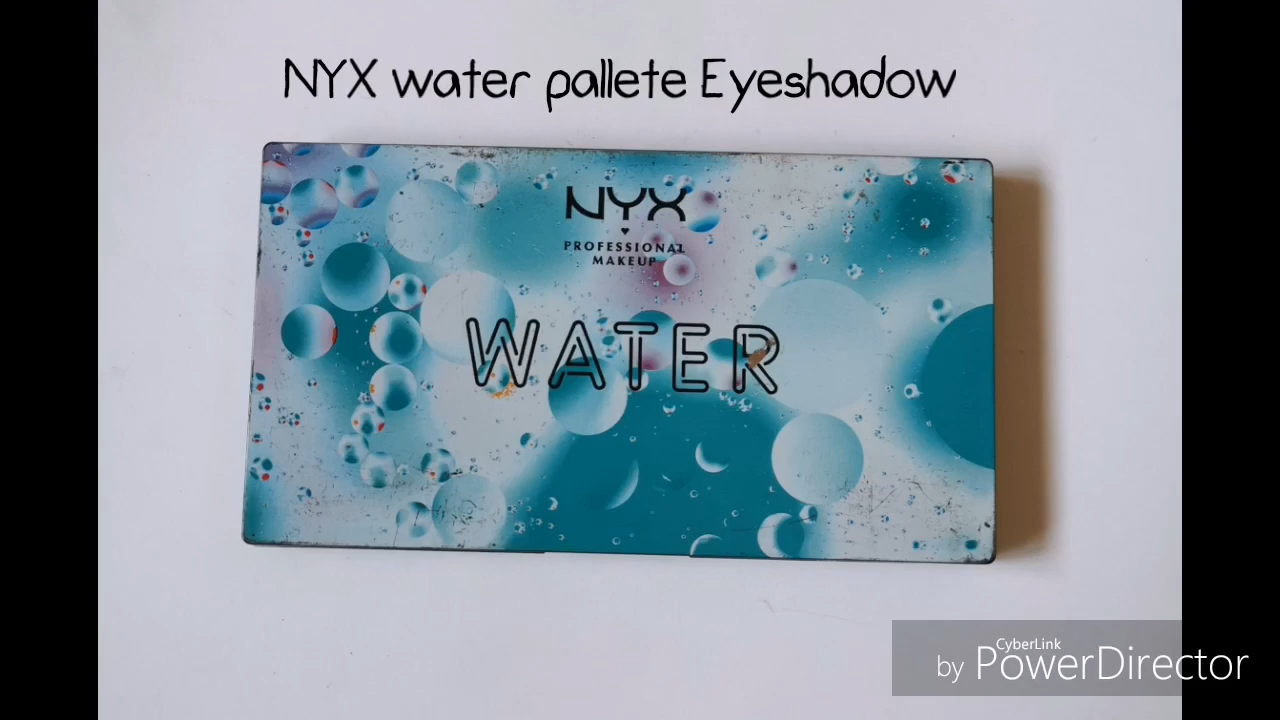 NYX water pallete Eyeshadow
NYX
PROFESSIONAL
MAKEUP
WATER
CyberLink
by PowerDirector